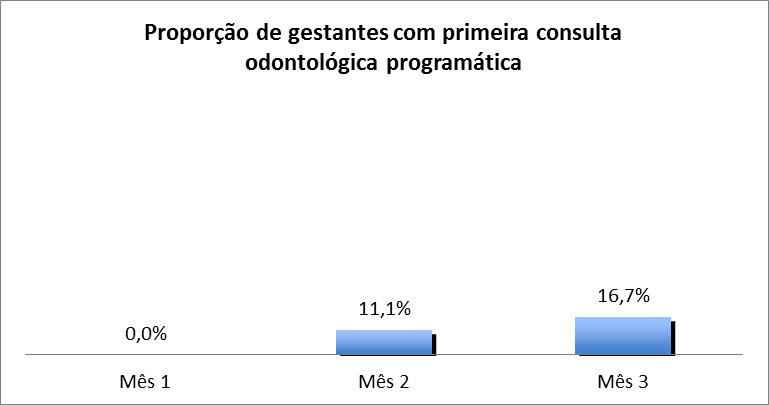 Proporção de gestantes com primeira consulta
odontológica programática
0,0%
11,1%
16,7%
Mês 1
Mês 2
Mês 3